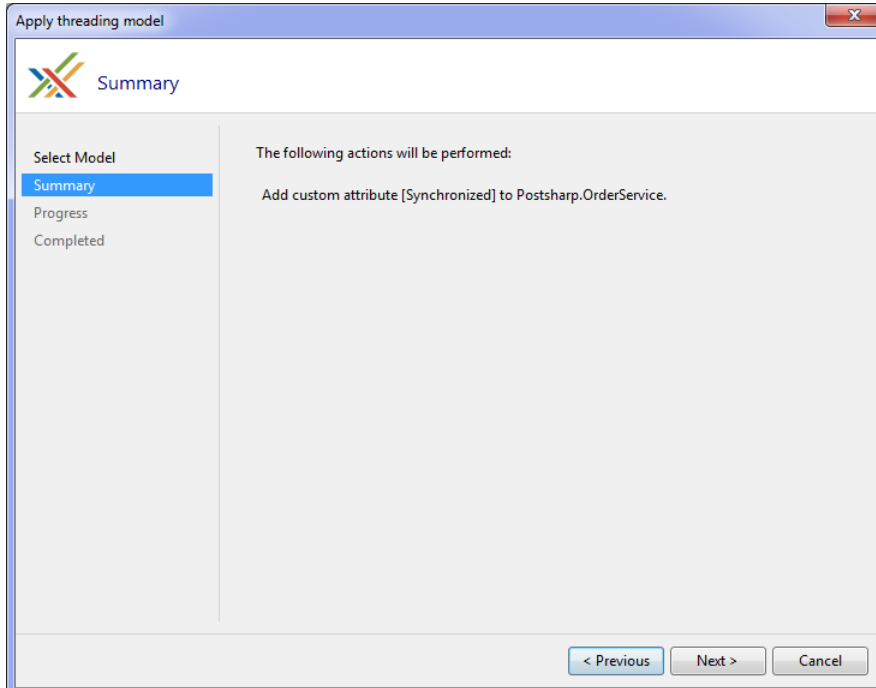 Apply threading model
Summary
Select Model
Summary
Progress
Completed
The following actions will be performed:
Add custom attribute [Synchronized] to Postsharp.OrderService.
< Previous
Next >
Cancel